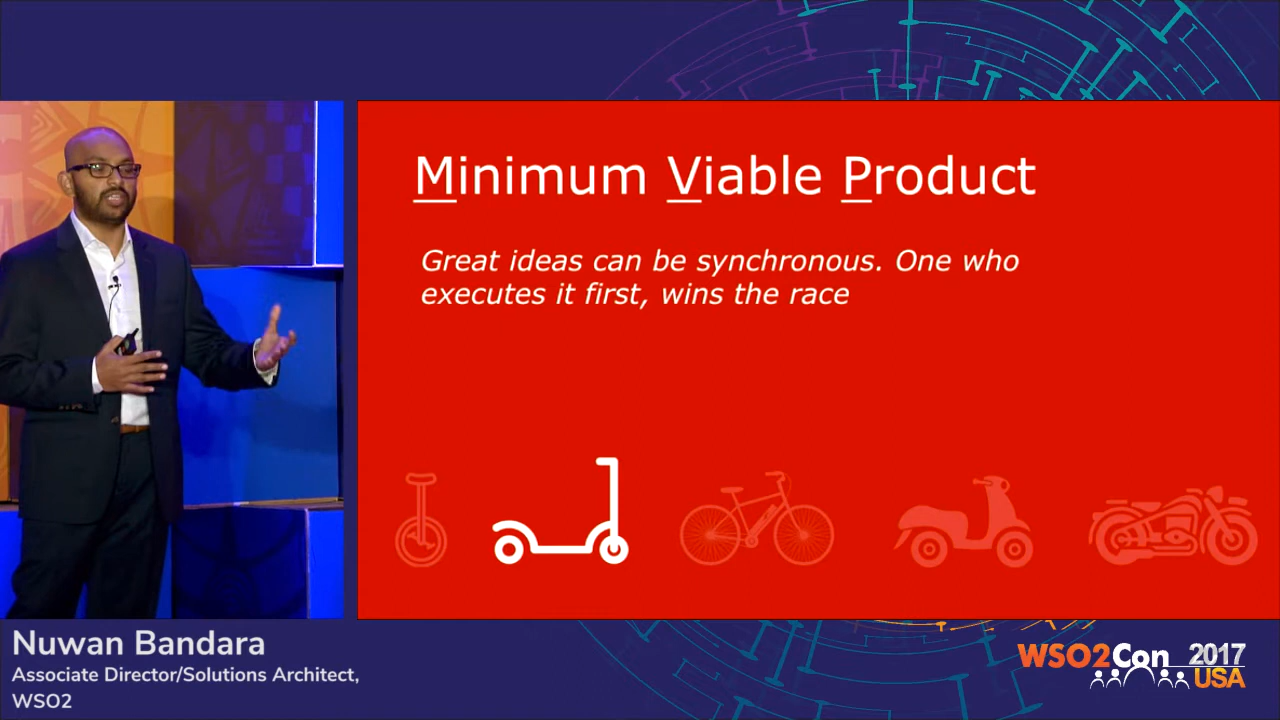 Minimum Viable Product
Great ideas can be synchronous. One who
executes it first, wins the race
Nuwan Bandara
Associate Director/Solutions Architect,
WSO2
WSO2Con 2017
USA